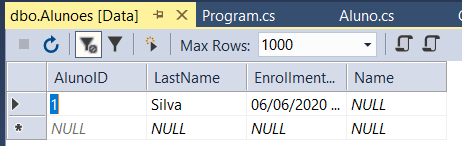 dbo.Alunoes [Data] Program.cs Aluno.cs
Max Rows: 1000
AlunoID LastName Enrollment... Name
1 Silva 06/06/2020 ... NULL
NULL NULL NULL NULL